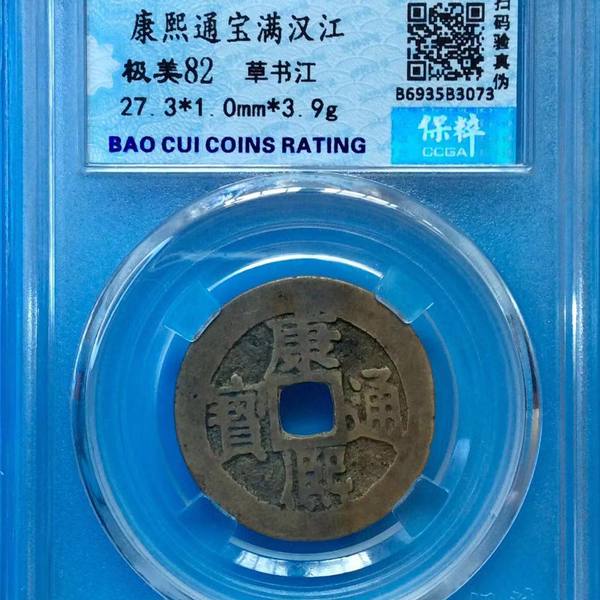 康熙通宝满汉江
极美82 草书江
27.3*1.0mm*3.9g
BAO CUI COINS RATING
扫码验真伪
B6935B3073
保粹
CCGA
康
通
寳
熙